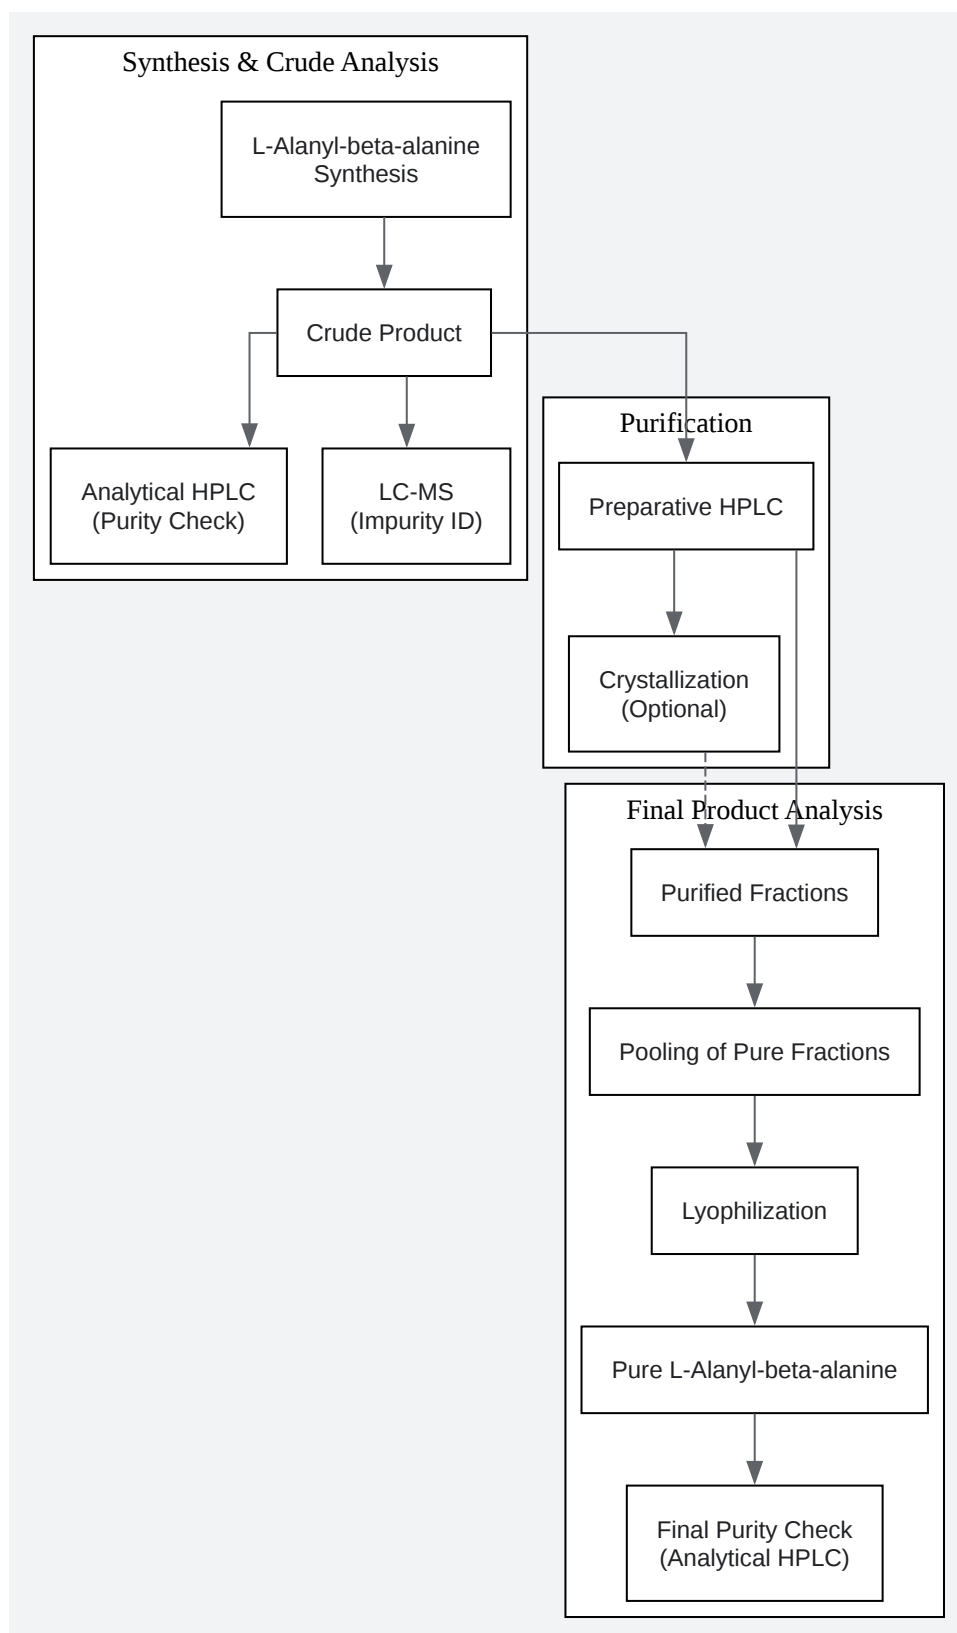 Synthesis & Crude Analysis
L-Alanyl-beta-alanine
Synthesis
Crude Product
Analytical HPLC
(Purity Check)
LC-MS
(Impurity ID)
Purification
Preparative HPLC
Crystallization
(Optional)
Final Product Analysis
Purified Fractions
Pooling of Pure Fractions
Lyophilization
Pure L-Alanyl-beta-alanine
Final Purity Check
(Analytical HPLC)